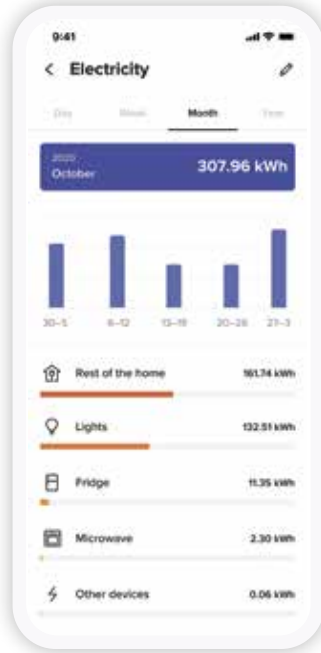 9:41
Electricity
Day Week Month Year
2020
October 307.96 kWh
30–5 6–12 13–19 20–26 27–3
Rest of the home 161.74 kWh
Lights 132.51 kWh
Fridge 11.35 kWh
Microwave 2.30 kWh
Other devices 0.06 kWh